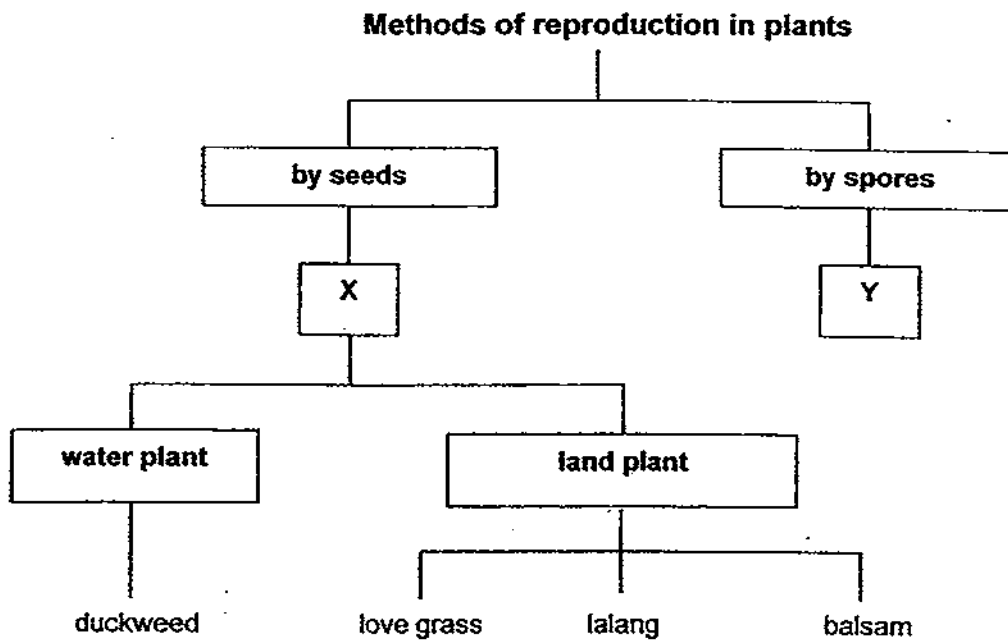 Methods of reproduction in plants
by seeds
by spores
X
Y
water plant
land plant
duckweed
love grass
lalang
balsam